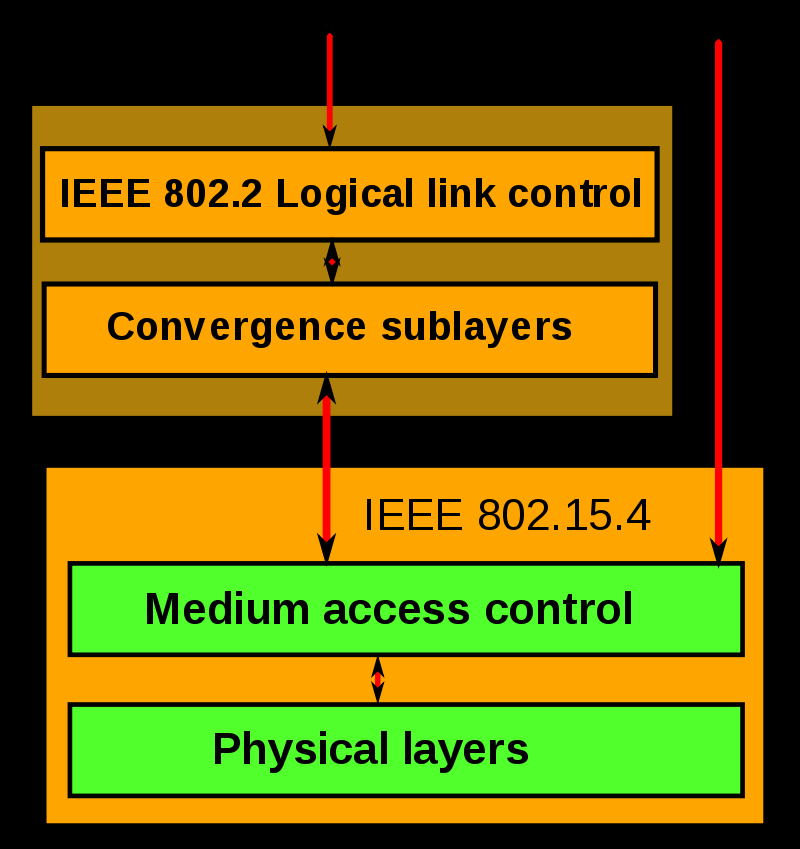 IEEE 802.2 Logical link control
Convergence sublayers
IEEE 802.15.4
Medium access control
Physical layers